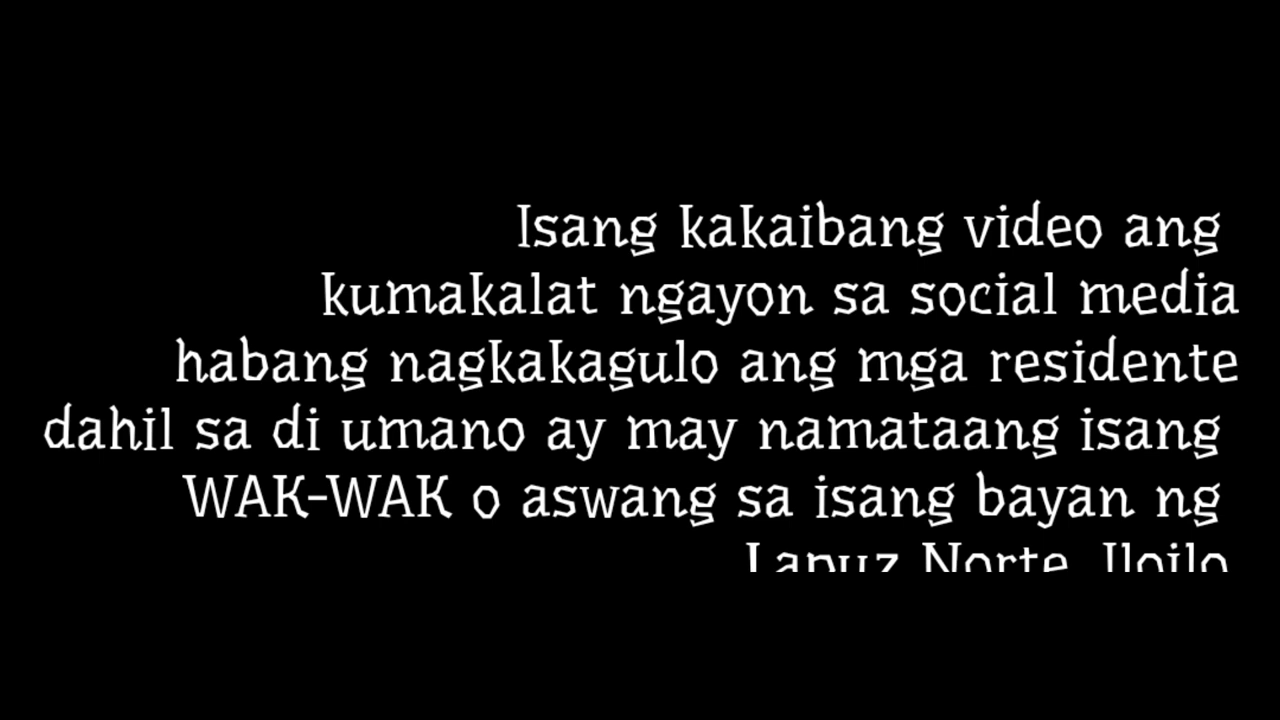 Isang kakaibang video ang
kumakalat ngayon sa social media
habang nagkakagulo ang mga residente
dahil sa di umano ay may namataang isang
WAK-WAK o aswang sa isang bayan ng
Lapuz Norte, Iloilo